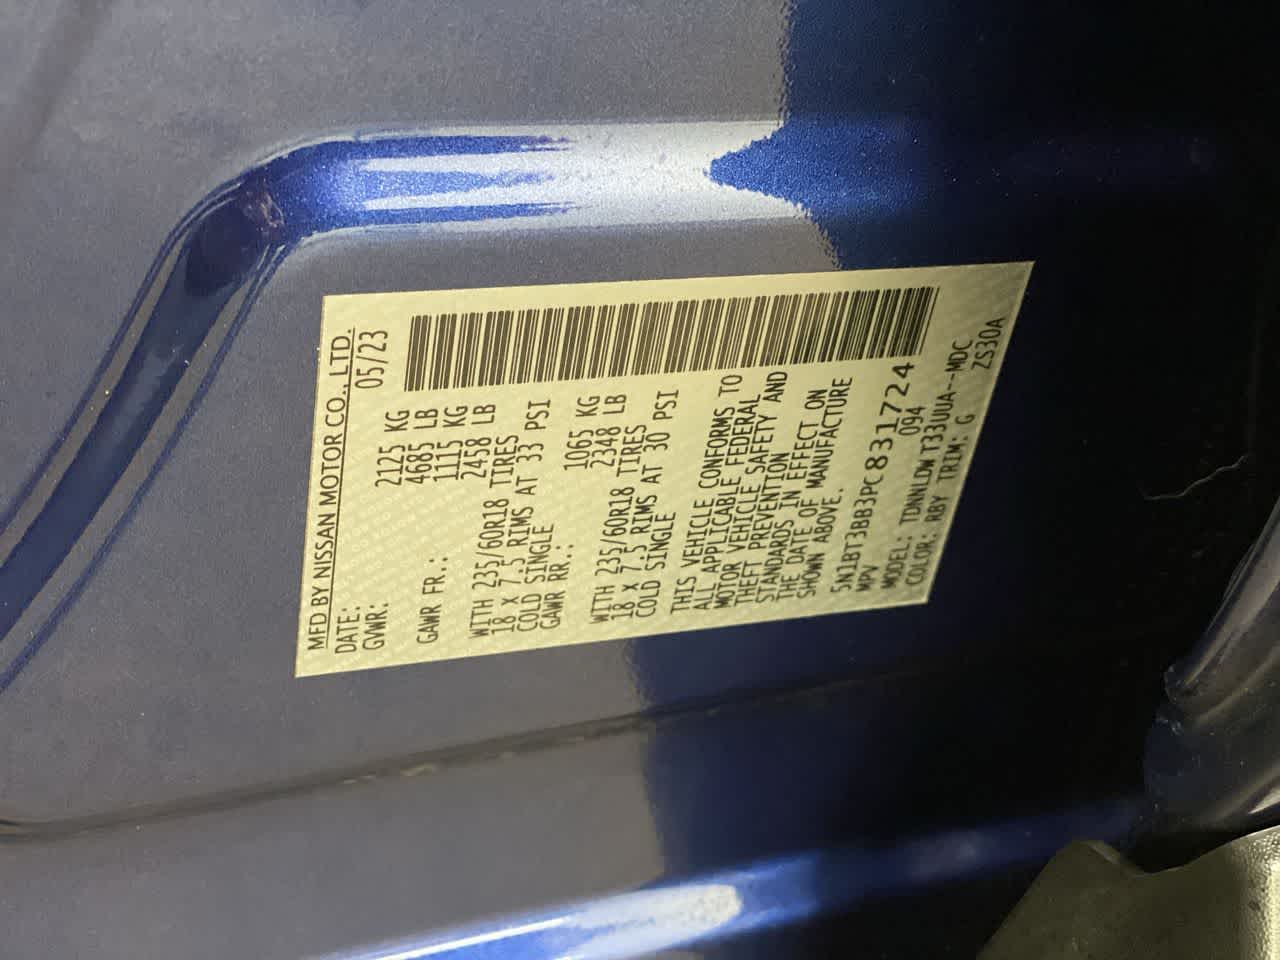 MFD BY NISSAN MOTOR CO., LTD.
DATE: 05/23
GVWR: 2125 KG
4685 LB
GAWR FR.: 1115 KG
2458 LB
WITH 235/60R18 TIRES
18 X 7.5 RIMS AT 33 PSI
COLD SINGLE
GAWR RR.: 1065 KG
2348 LB
WITH 235/60R18 TIRES
18 X 7.5 RIMS AT 30 PSI
COLD SINGLE
THIS VEHICLE CONFORMS TO
ALL APPLICABLE FEDERAL
MOTOR VEHICLE SAFETY AND
THEFT PREVENTION
STANDARDS IN EFFECT ON
THE DATE OF MANUFACTURE
SHOWN ABOVE.
5N1BT3BB3PC831724
MPV 094
MODEL: TDNNLDWT33UUA--MDC
COLOR: RBY TRIM: G ZS30A